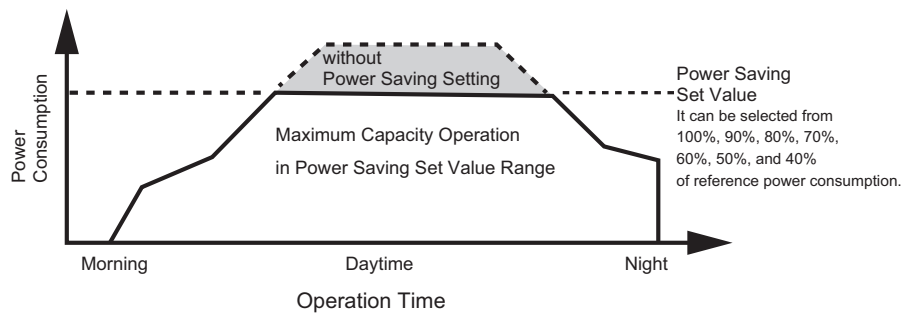 without
Power Saving Setting
Power Saving
Set Value
It can be selected from
100%, 90%, 80%, 70%,
60%, 50%, and 40%
of reference power consumption.
Maximum Capacity Operation
in Power Saving Set Value Range
Power
Consumption
Morning
Daytime
Night
Operation Time